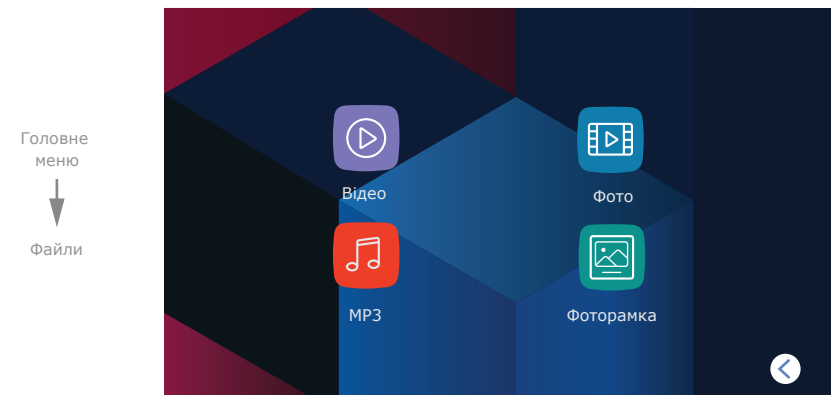 Головне
меню
Файли
Відео
Фото
MP3
Фоторамка